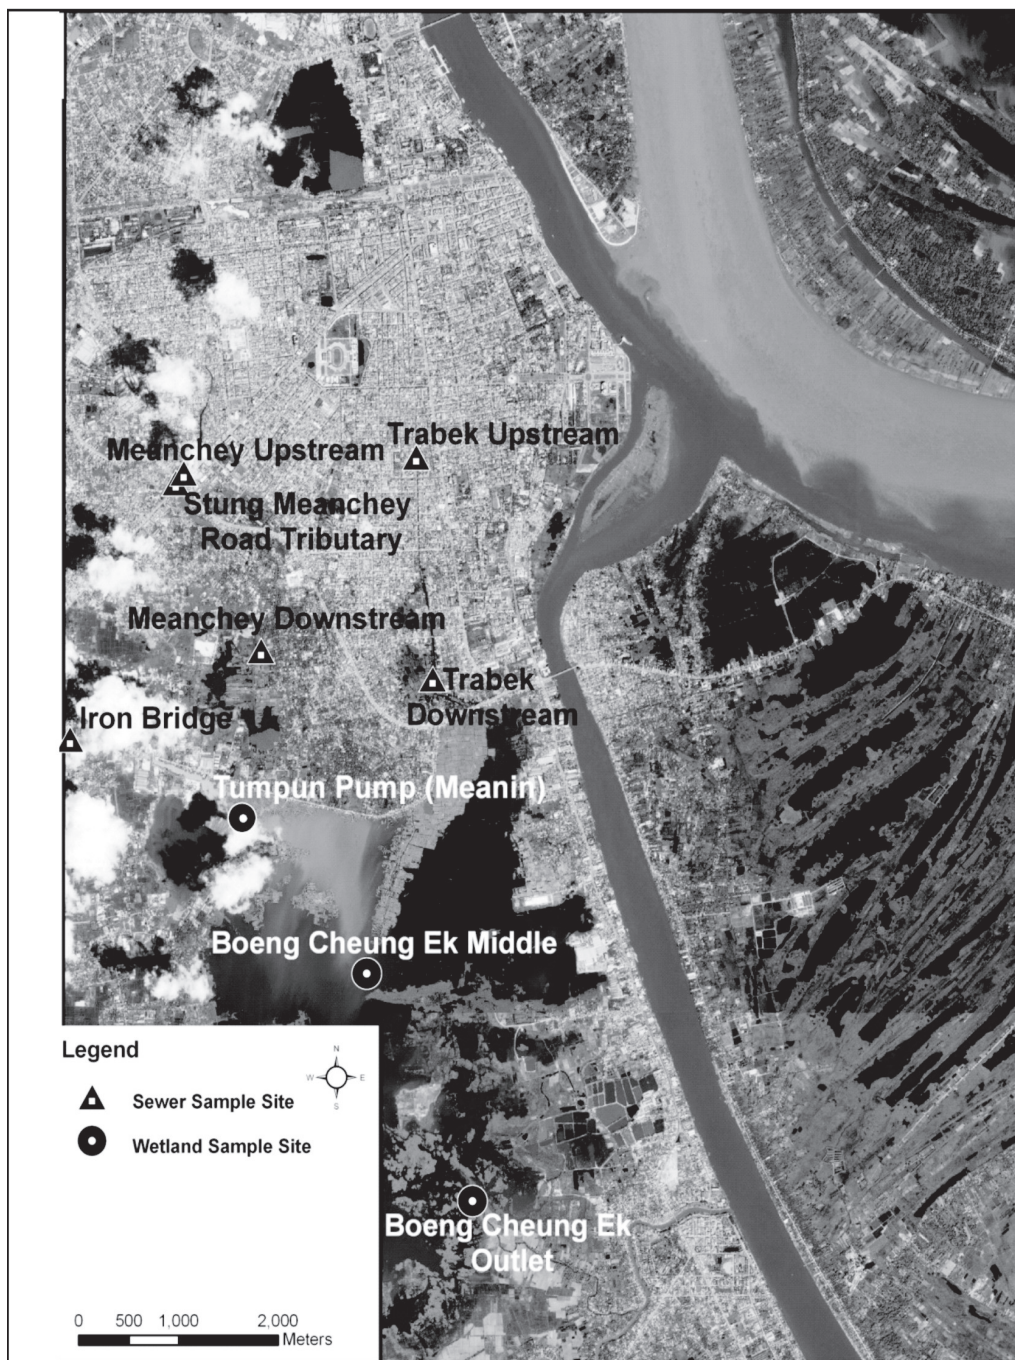 Trabek Upstream
Meanchey Upstream
Stung Meanchey
Road Tributary
Meanchey Downstream
Trabek
Downstream
Iron Bridge
Tumpun Pump (Meanin)
Boeng Cheung Ek Middle
Legend
N
W E
S
Sewer Sample Site
Wetland Sample Site
Boeng Cheung Ek
Outlet
0 500 1,000 2,000
Meters